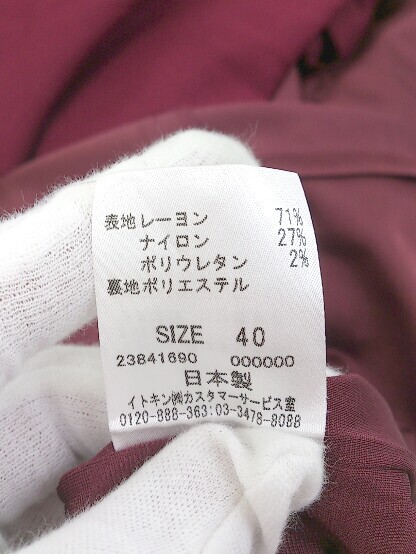 表地レーヨン 71%
ナイロン 27%
ポリウレタン 2%
裏地ポリエステル
SIZE 40
23841690 000000
日本製
イトキン㈱カスタマーサービス室
0120-888-363:03-3478-8088